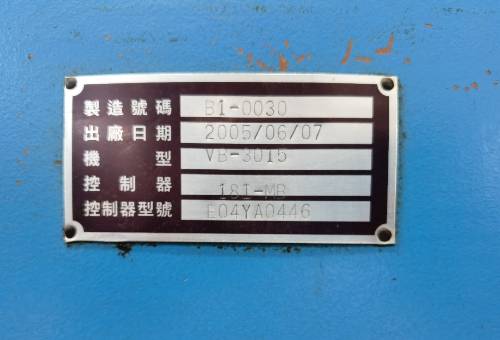 製造號碼 B1-0030
出廠日期 2005/06/07
機型 VB-3015
控制器 18I-MB
控制器型號 E04YA0446